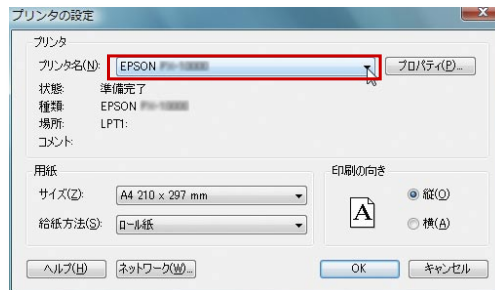 プリンタの設定
プリンタ
プリンタ名(N): EPSON プロパティ(P)...
状態: 準備完了
種類: EPSON
場所: LPT1:
コメント:
用紙
サイズ(Z): A4 210 x 297 mm
給紙方法(S): ロール紙
印刷の向き
A
縦(O)
横(A)
ヘルプ(H) ネットワーク(W)... OK キャンセル